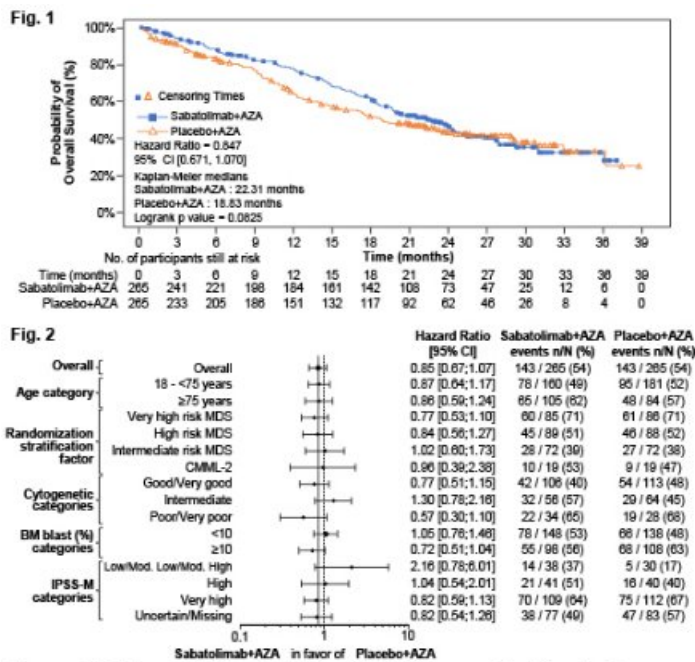 Fig. 1
Probability of Overall Survival (%)
100%
80%
60%
40%
20%
0%
Censoring Times
Sabatolimab+AZA
Placebo+AZA
Hazard Ratio = 0.847
95% CI [0.671, 1.070]
Kaplan-Meier medians
Sabatolimab+AZA : 22.31 months
Placebo+AZA : 18.83 months
Logrank p value = 0.0825
0 3 6 9 12 15 18 21 24 27 30 33 36 39
No. of participants still at risk Time (months)
Time (months) 0 3 6 9 12 15 18 21 24 27 30 33 36 39
Sabatolimab+AZA 265 241 221 198 184 161 142 108 73 47 25 12 6 0
Placebo+AZA 265 233 205 186 151 132 117 92 62 46 26 8 4 0
Fig. 2
Hazard Ratio [95% CI] Sabatolimab+AZA events n/N (%) Placebo+AZA events n/N (%)
Overall Overall 0.85 [0.67;1.07] 143 / 265 (54) 143 / 265 (54)
Age category 18 - <75 years 0.87 [0.64;1.17] 78 / 160 (49) 95 / 181 (52)
≥75 years 0.86 [0.59;1.24] 65 / 105 (62) 48 / 84 (57)
Randomization stratification factor Very high risk MDS 0.77 [0.53;1.10] 60 / 85 (71) 61 / 86 (71)
High risk MDS 0.84 [0.56;1.27] 45 / 89 (51) 46 / 88 (52)
Intermediate risk MDS 1.02 [0.60;1.73] 28 / 72 (39) 27 / 72 (38)
CMML-2 0.96 [0.39;2.38] 10 / 19 (53) 9 / 19 (47)
Cytogenetic categories Good/Very good 0.77 [0.51;1.15] 42 / 106 (40) 54 / 113 (48)
Intermediate 1.30 [0.78;2.16] 32 / 56 (57) 29 / 64 (45)
Poor/Very poor 0.57 [0.30;1.10] 22 / 34 (65) 19 / 28 (68)
BM blast (%) categories <10 1.05 [0.76;1.46] 78 / 148 (53) 66 / 138 (48)
≥10 0.72 [0.51;1.04] 55 / 98 (56) 68 / 108 (63)
IPSS-M categories Low/Mod. Low/Mod. High 2.16 [0.78;6.01] 14 / 38 (37) 5 / 30 (17)
High 1.04 [0.54;2.01] 21 / 41 (51) 16 / 40 (40)
Very high 0.82 [0.59;1.13] 70 / 109 (64) 75 / 112 (67)
Uncertain/Missing 0.82 [0.54;1.26] 38 / 77 (49) 47 / 83 (57)
0.1 1 10
Sabatolimab+AZA in favor of Placebo+AZA